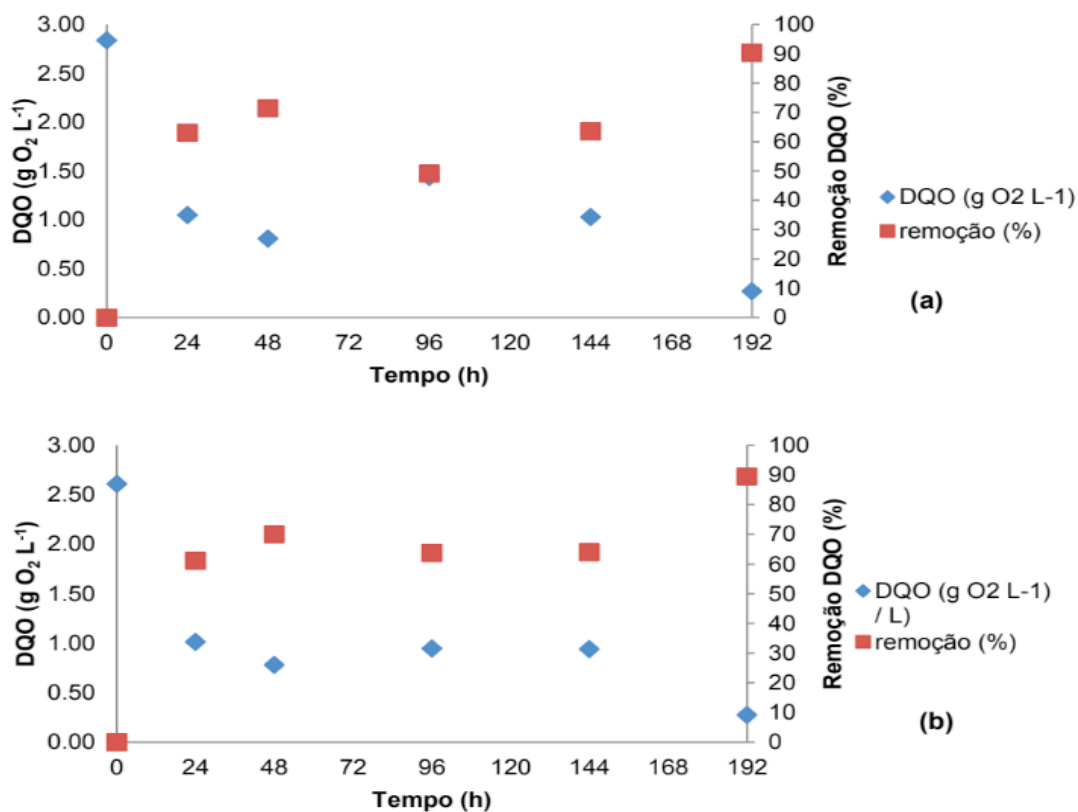 DQO (g O₂ L⁻¹)
3.00
2.50
2.00
1.50
1.00
0.50
0.00
100
90
80
70
60
50
40
30
20
10
0
Remoção DQO (%)
0 24 48 72 96 120 144 168 192
Tempo (h)
DQO (g O2 L-1)
remoção (%)
(a)
DQO (g O₂ L⁻¹)
3.00
2.50
2.00
1.50
1.00
0.50
0.00
100
90
80
70
60
50
40
30
20
10
0
Remoção DQO (%)
0 24 48 72 96 120 144 168 192
Tempo (h)
DQO (g O2 L-1)
/ L)
remoção (%)
(b)